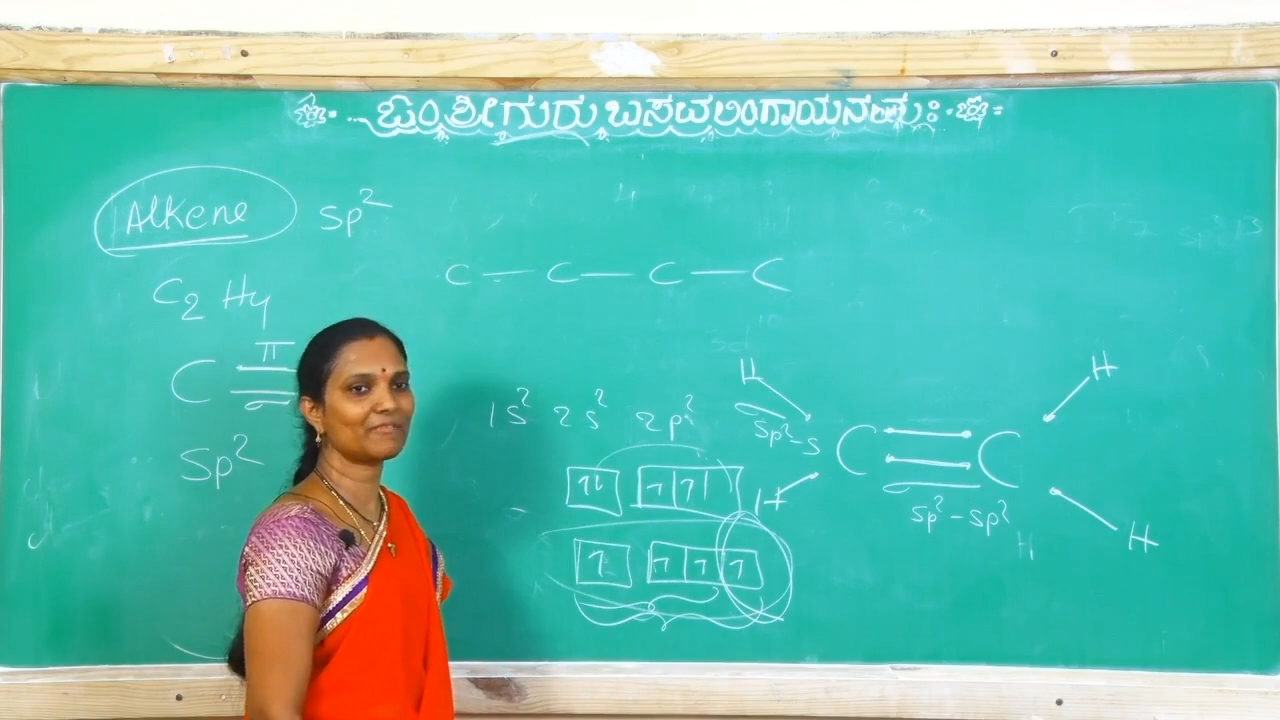 ಓಂ ಶ್ರೀ ಗುರು ಬಸವಲಿಂಗಾಯ ನಮಃ
Alkene sp²
C — C — C — C
C₂H₄
π
C
Sp²
1s² 2s² 2p²
H H
sp²-s
C C
H
sp² - sp²
H